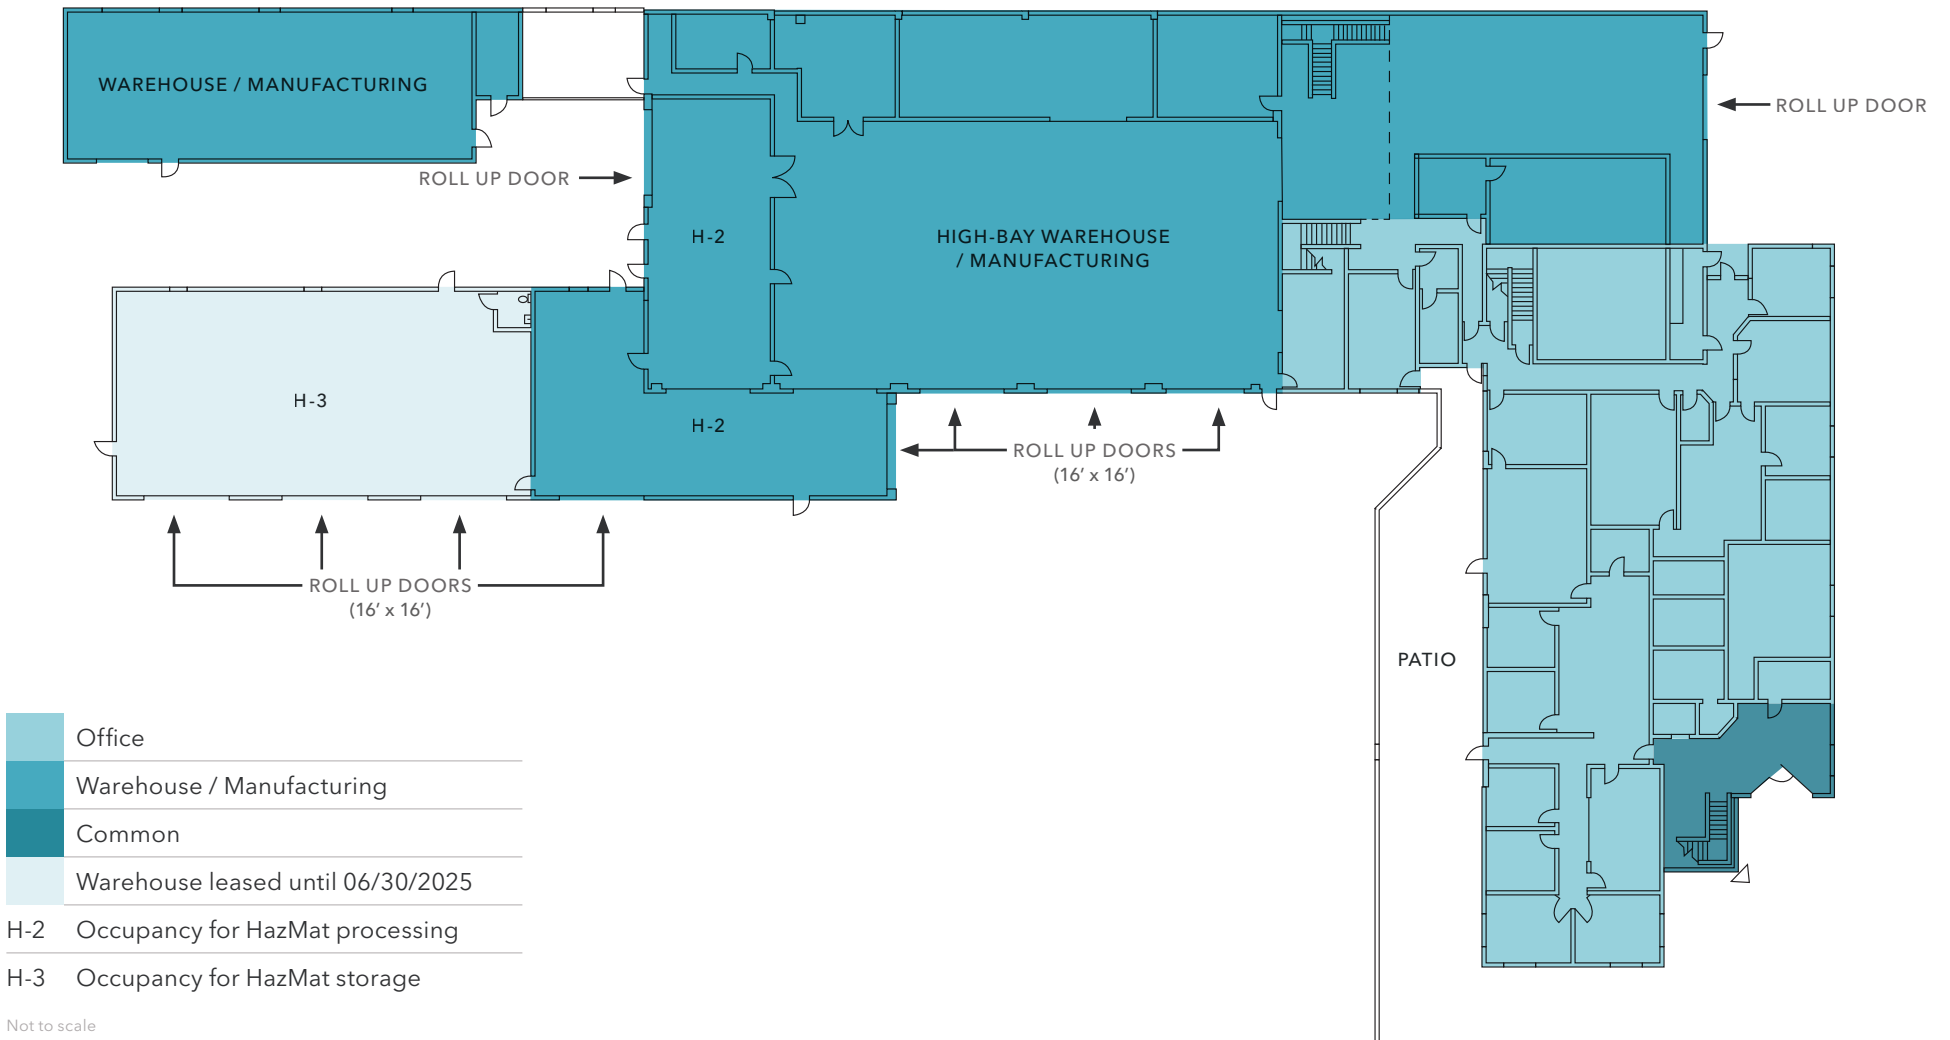 WAREHOUSE / MANUFACTURING
ROLL UP DOOR
ROLL UP DOOR
H-2
HIGH-BAY WAREHOUSE
/ MANUFACTURING
H-3
H-2
ROLL UP DOORS
(16’ x 16’)
ROLL UP DOORS
(16’ x 16’)
PATIO
Office
Warehouse / Manufacturing
Common
Warehouse leased until 06/30/2025
H-2 Occupancy for HazMat processing
H-3 Occupancy for HazMat storage
Not to scale